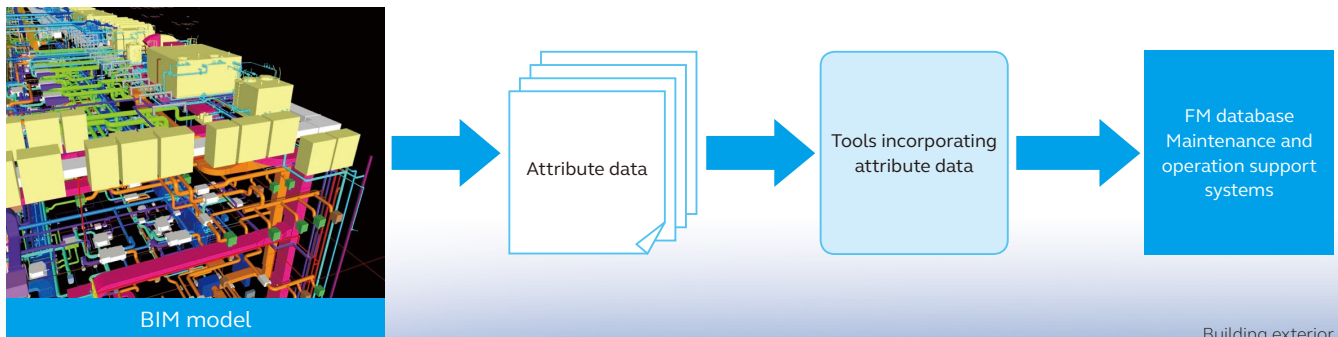 BIM model
Attribute data
Tools incorporating
attribute data
FM database
Maintenance and
operation support
systems
Building exterior